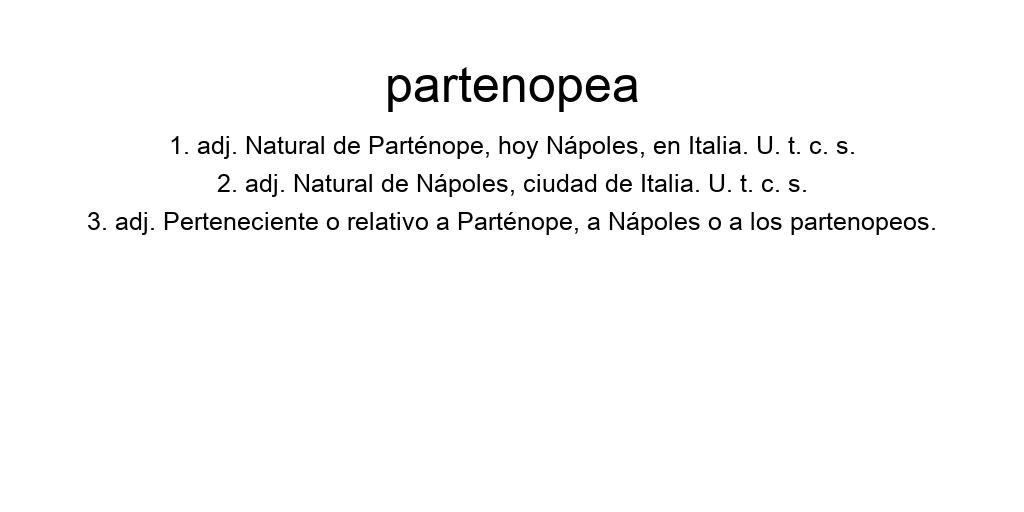 partenopea
1. adj. Natural de Parténope, hoy Nápoles, en Italia. U. t. c. s.
2. adj. Natural de Nápoles, ciudad de Italia. U. t. c. s.
3. adj. Perteneciente o relativo a Parténope, a Nápoles o a los partenopeos.